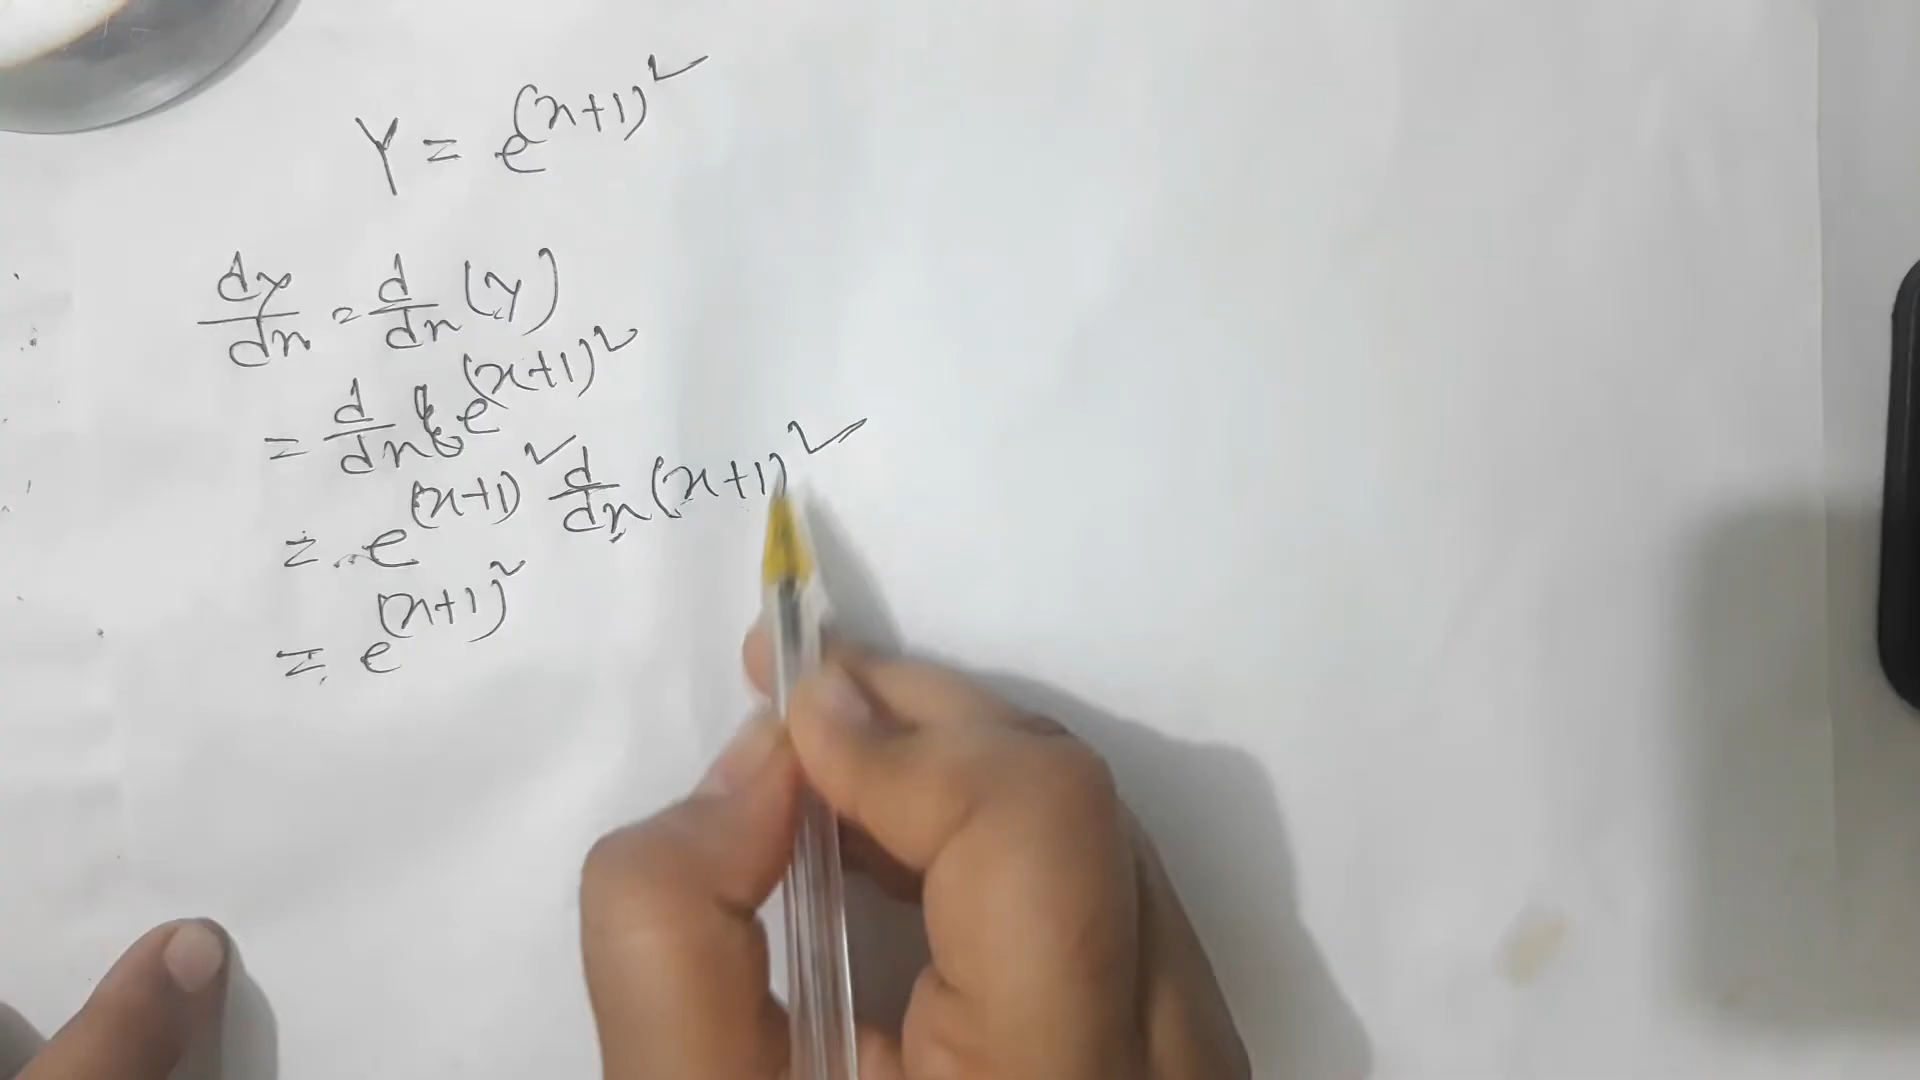 Y = e^(x+1)^2
dy/dx = d/dx (y)
= d/dx e^(x+1)^2
= e^(x+1)^2 d/dx (x+1)^2
= e^(x+1)^2